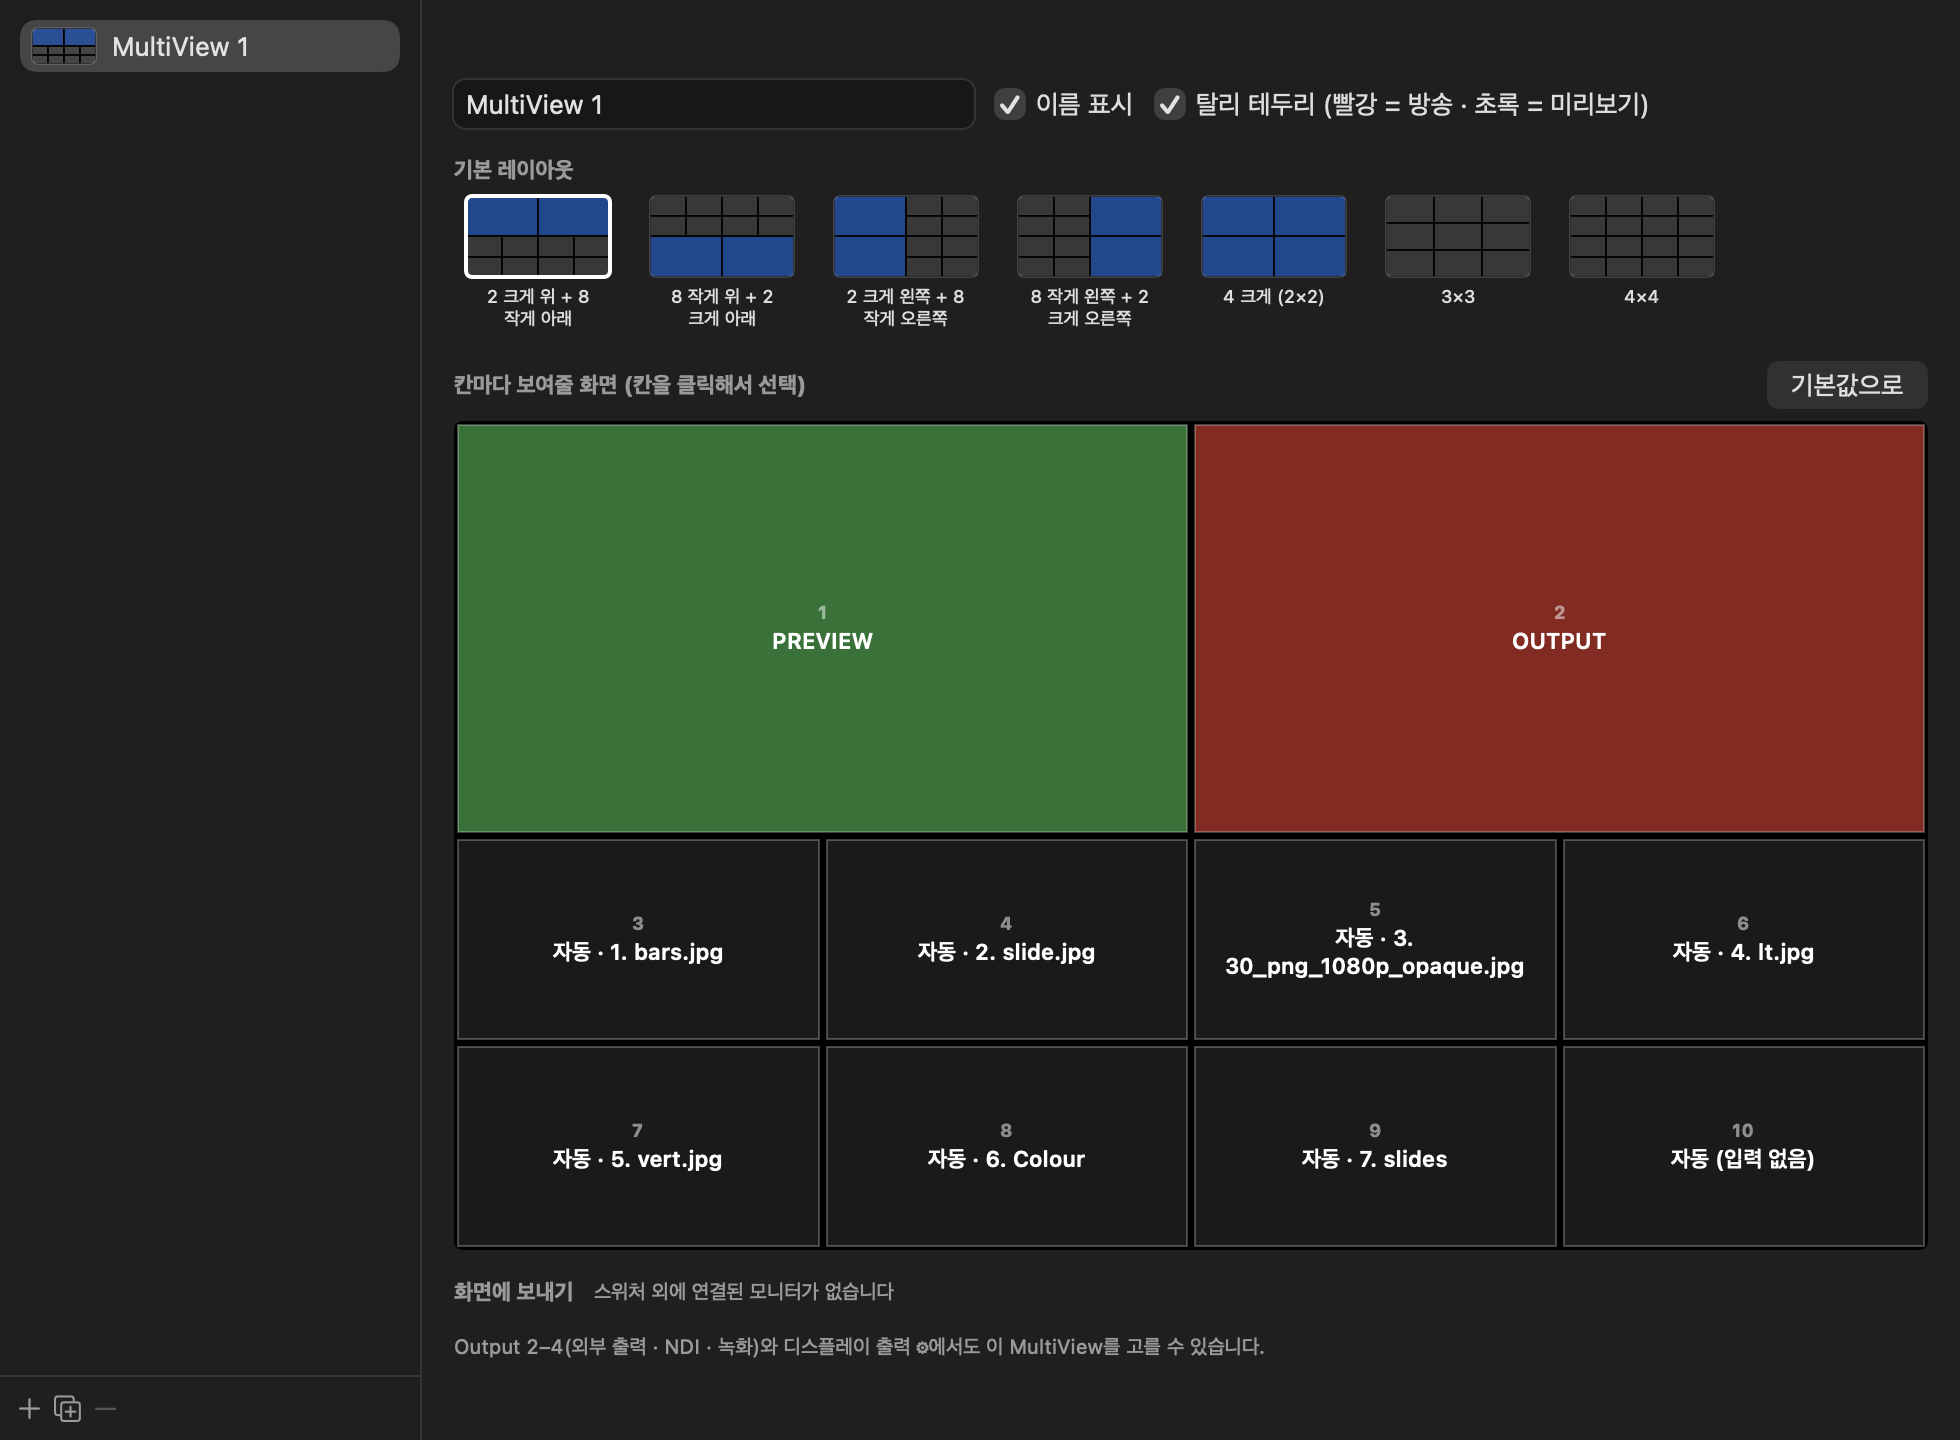 MultiView 1
MultiView 1
이름 표시
탈리 테두리 (빨강 = 방송 · 초록 = 미리보기)
기본 레이아웃
2 크게 위 + 8
작게 아래
8 작게 위 + 2
크게 아래
2 크게 왼쪽 + 8
작게 오른쪽
8 작게 왼쪽 + 2
크게 오른쪽
4 크게 (2×2)
3×3
4×4
칸마다 보여줄 화면 (칸을 클릭해서 선택)
기본값으로
1
PREVIEW
2
OUTPUT
3
자동 · 1. bars.jpg
4
자동 · 2. slide.jpg
5
자동 · 3.
30_png_1080p_opaque.jpg
6
자동 · 4. lt.jpg
7
자동 · 5. vert.jpg
8
자동 · 6. Colour
9
자동 · 7. slides
10
자동 (입력 없음)
화면에 보내기
스위처 외에 연결된 모니터가 없습니다
Output 2–4(외부 출력 · NDI · 녹화)와 디스플레이 출력 ⚙에서도 이 MultiView를 고를 수 있습니다.